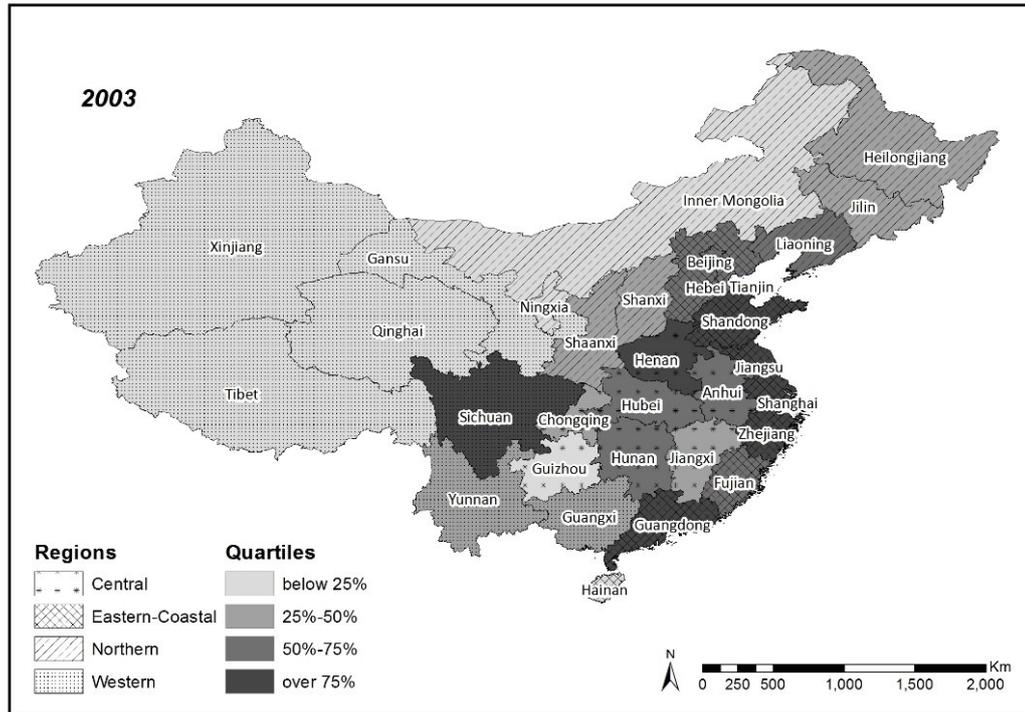 2003
Heilongjiang
Inner Mongolia
Jilin
Xinjiang
Gansu
Liaoning
Beijing
Hebei
Tianjin
Ningxia
Shanxi
Qinghai
Shandong
Shaanxi
Henan
Jiangsu
Tibet
Anhui
Sichuan
Hubei
Shanghai
Chongqing
Zhejiang
Guizhou
Hunan
Jiangxi
Fujian
Yunnan
Guangxi
Guangdong
Hainan
Regions
Central
Eastern-Coastal
Northern
Western
Quartiles
below 25%
25%-50%
50%-75%
over 75%
N
Km
0 250 500 1,000 1,500 2,000